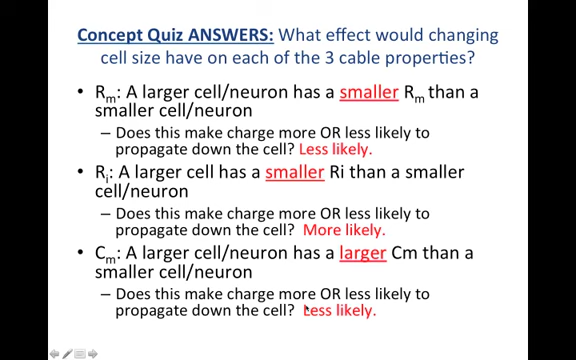 Concept Quiz ANSWERS: What effect would changing
cell size have on each of the 3 cable properties?
• Rm: A larger cell/neuron has a smaller Rm than a
smaller cell/neuron
– Does this make charge more OR less likely to
propagate down the cell? Less likely.
• Ri: A larger cell has a smaller Ri than a smaller
cell/neuron
– Does this make charge more OR less likely to
propagate down the cell? More likely.
• Cm: A larger cell/neuron has a larger Cm than a
smaller cell/neuron
– Does this make charge more OR less likely to
propagate down the cell? Less likely.